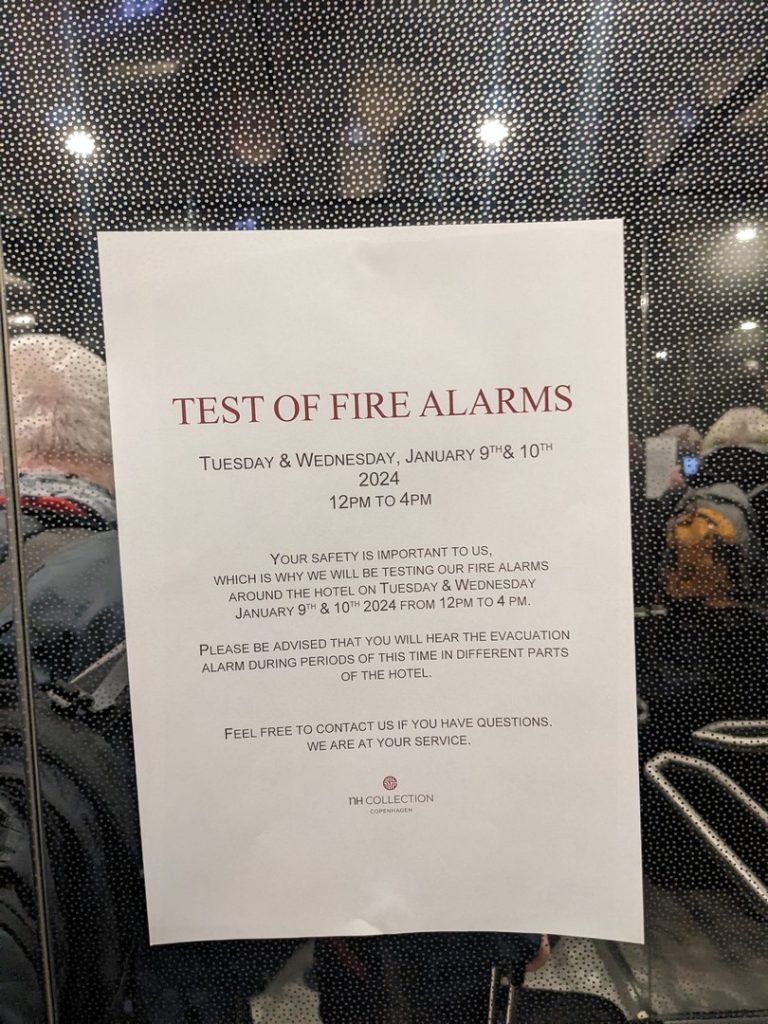 TEST OF FIRE ALARMS
TUESDAY & WEDNESDAY, JANUARY 9TH& 10TH
2024
12PM TO 4PM
YOUR SAFETY IS IMPORTANT TO US,
WHICH IS WHY WE WILL BE TESTING OUR FIRE ALARMS
AROUND THE HOTEL ON TUESDAY & WEDNESDAY
JANUARY 9TH & 10TH 2024 FROM 12PM TO 4 PM.
PLEASE BE ADVISED THAT YOU WILL HEAR THE EVACUATION
ALARM DURING PERIODS OF THIS TIME IN DIFFERENT PARTS
OF THE HOTEL.
FEEL FREE TO CONTACT US IF YOU HAVE QUESTIONS.
WE ARE AT YOUR SERVICE.
nH COLLECTION
COPENHAGEN